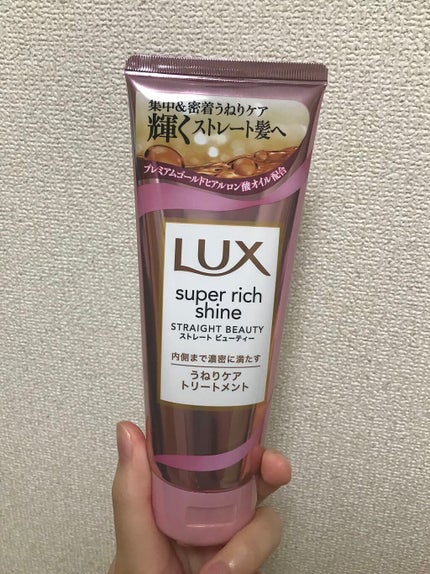 集中&密着うねりケア
輝くストレート髪へ
プレミアムゴールドヒアルロン酸オイル配合
LUX
super rich
shine
STRAIGHT BEAUTY
ストレート ビューティー
内側まで濃密に満たす
うねりケア
トリートメント